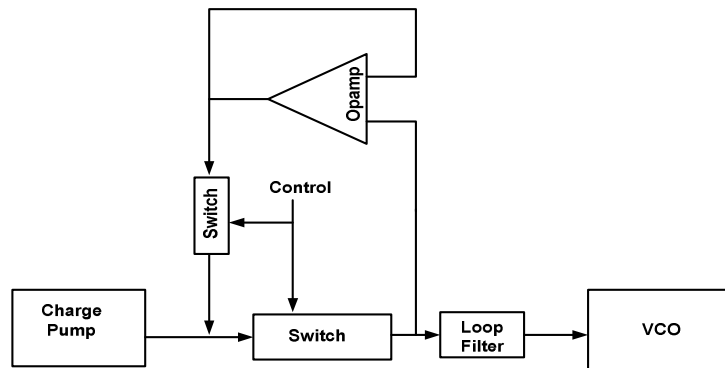 Opamp
Switch
Control
Charge
Pump
Switch
Loop
Filter
VCO